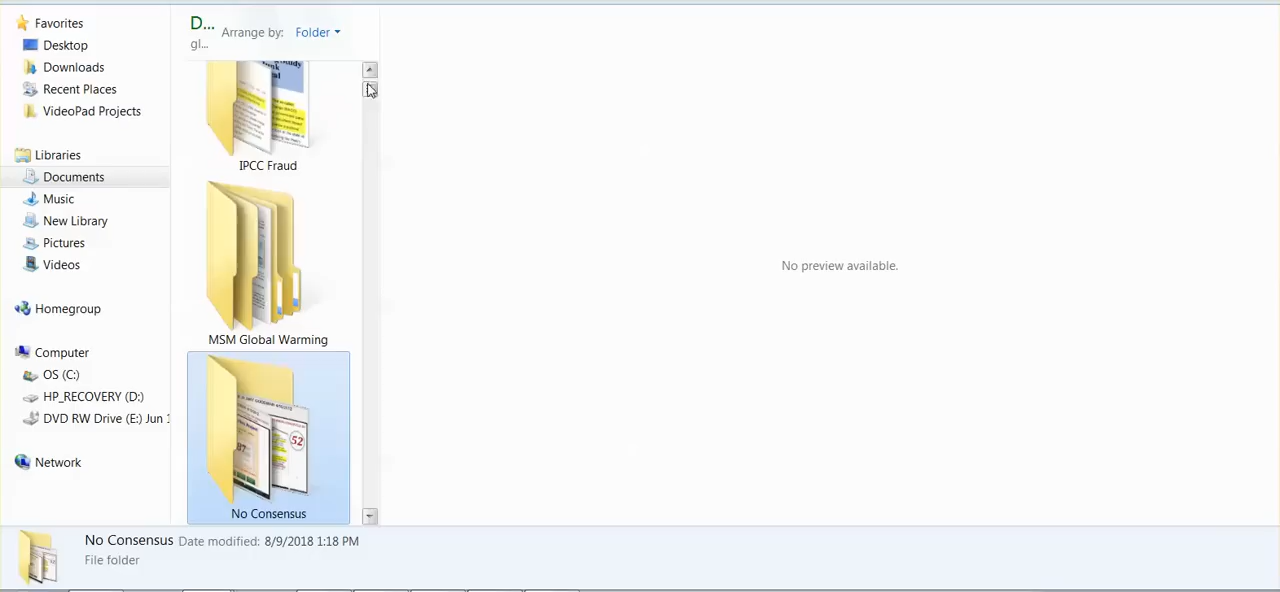 Favorites
Desktop
Downloads
Recent Places
VideoPad Projects
Libraries
Documents
Music
New Library
Pictures
Videos
Homegroup
Computer
OS (C:)
HP_RECOVERY (D:)
DVD RW Drive (E:) Jun 1
Network
D...
gl...
Arrange by: Folder
IPCC Fraud
MSM Global Warming
52
No Consensus
No preview available.
No Consensus Date modified: 8/9/2018 1:18 PM
File folder